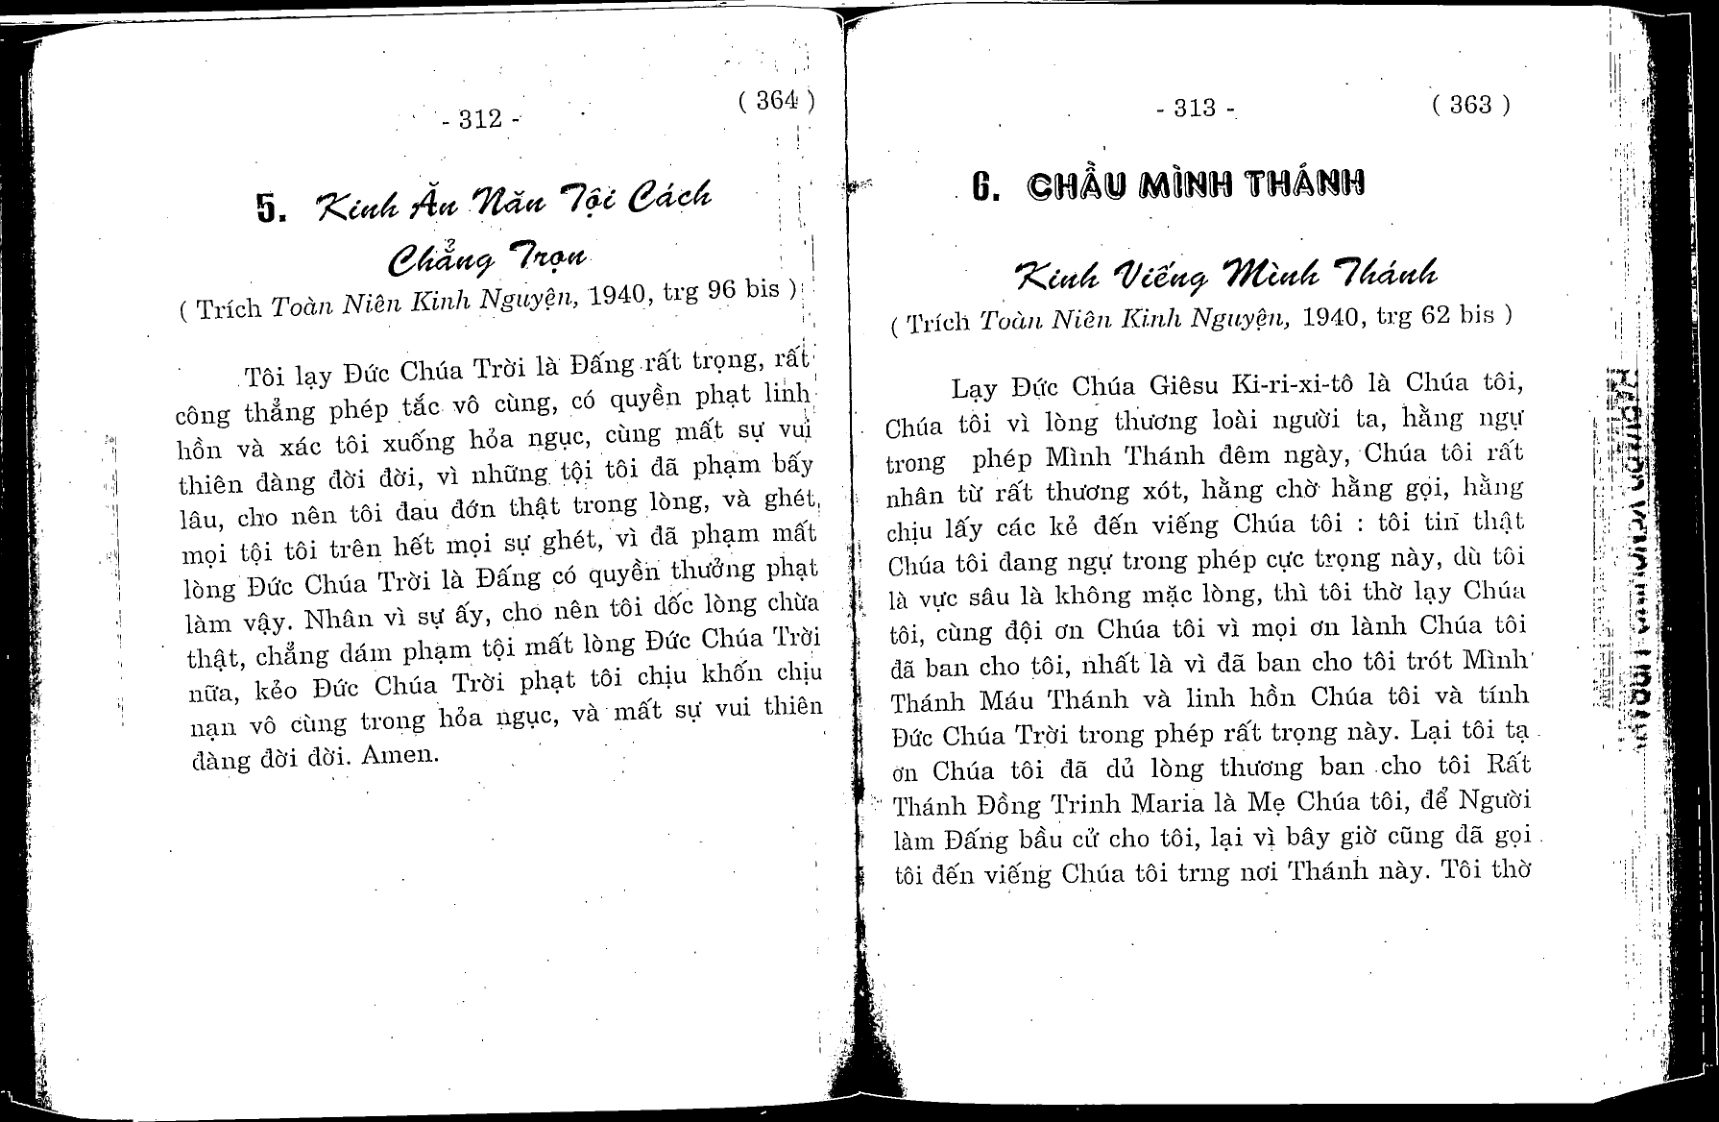 - 312 -
( 364 )
5. Kinh Ăn Năn Tội Cách
Chẳng Trọn
( Trích Toàn Niên Kinh Nguyện, 1940, trg 96 bis )
Tôi lạy Đức Chúa Trời là Đấng rất trọng, rất
công thẳng phép tắc vô cùng, có quyền phạt linh
hồn và xác tôi xuống hỏa ngục, cùng mất sự vui
thiên đàng đời đời, vì những tội tôi đã phạm bấy
lâu, cho nên tôi đau đớn thật trong lòng, và ghét
mọi tội tôi trên hết mọi sự ghét, vì đã phạm mất
lòng Đức Chúa Trời là Đấng có quyền thưởng phạt
làm vậy. Nhân vì sự ấy, cho nên tôi dốc lòng chừa
thật, chẳng dám phạm tội mất lòng Đức Chúa Trời
nữa, kẻo Đức Chúa Trời phạt tôi chịu khốn chịu
nạn vô cùng trong hỏa ngục, và mất sự vui thiên
đàng đời đời. Amen.
- 313 -
( 363 )
6. CHẦU MÌNH THÁNH
Kinh Viếng Mình Thánh
( Trích Toàn Niên Kinh Nguyện, 1940, trg 62 bis )
Lạy Đức Chúa Giêsu Ki-ri-xi-tô là Chúa tôi,
Chúa tôi vì lòng thương loài người ta, hằng ngự
trong phép Mình Thánh đêm ngày, Chúa tôi rất
nhân từ rất thương xót, hằng chờ hằng gọi, hằng
chịu lấy các kẻ đến viếng Chúa tôi : tôi tin thật
Chúa tôi đang ngự trong phép cực trọng này, dù tôi
là vực sâu là không mặc lòng, thì tôi thờ lạy Chúa
tôi, cùng đội ơn Chúa tôi vì mọi ơn lành Chúa tôi
đã ban cho tôi, nhất là vì đã ban cho tôi trót Mình
Thánh Máu Thánh và linh hồn Chúa tôi và tính
Đức Chúa Trời trong phép rất trọng này. Lại tôi tạ
ơn Chúa tôi đã dủ lòng thương ban cho tôi Rất
Thánh Đồng Trinh Maria là Mẹ Chúa tôi, để Người
làm Đấng bầu cử cho tôi, lại vì bây giờ cũng đã gọi
tôi đến viếng Chúa tôi trng nơi Thánh này. Tôi thờ